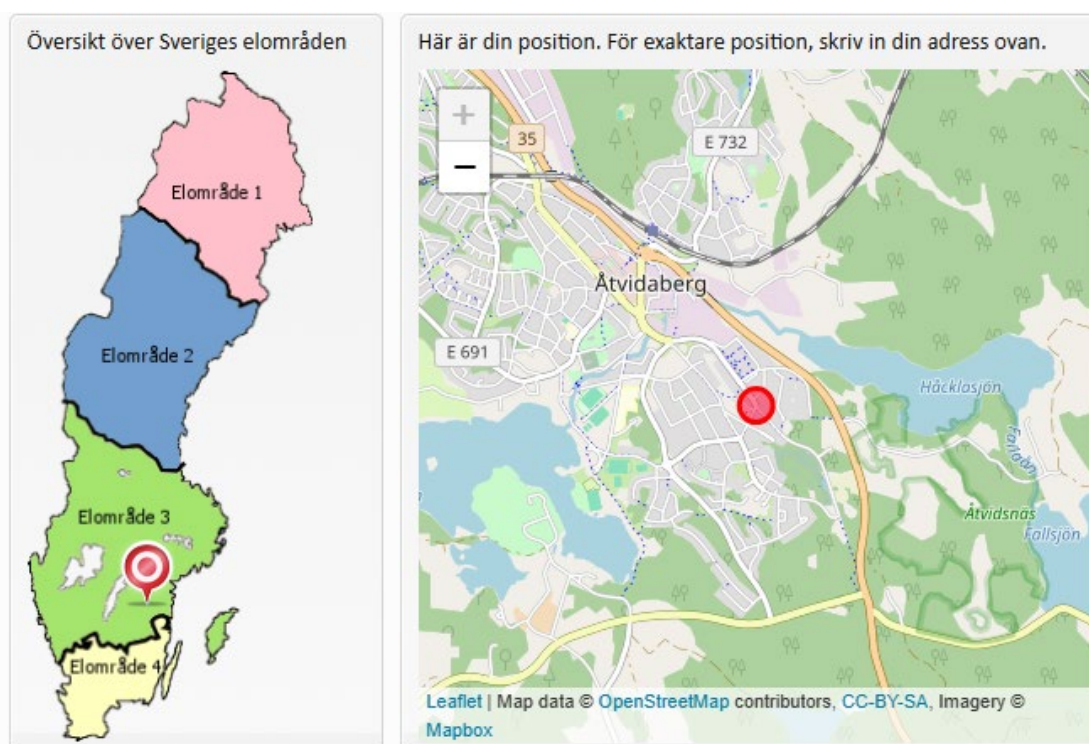 Översikt över Sveriges elområden
Elområde 1
Elområde 2
Elområde 3
Elområde 4
Här är din position. För exaktare position, skriv in din adress ovan.
+
−
35
E 732
Åtvidaberg
E 691
Håcklasjön
Fallaån
Åtvidsnäs
Fallsjön
Leaflet | Map data © OpenStreetMap contributors, CC-BY-SA, Imagery ©
Mapbox